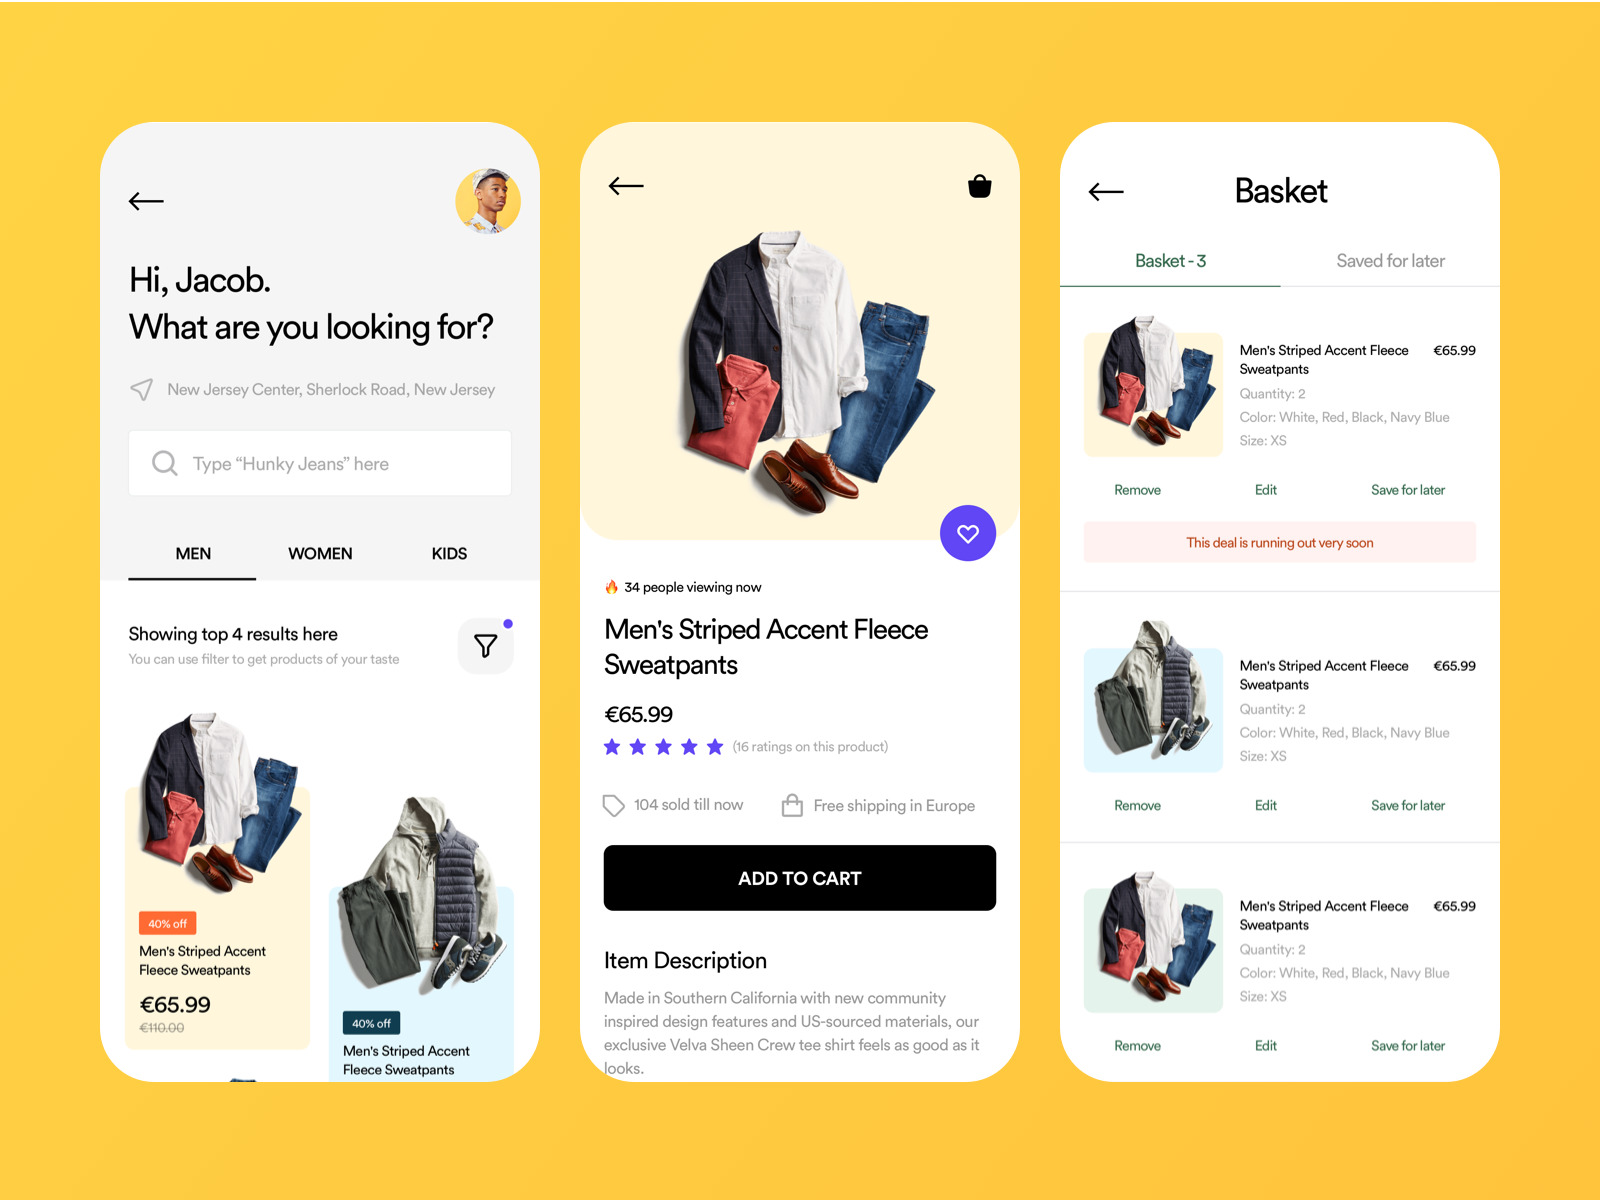 Hi, Jacob.
What are you looking for?
New Jersey Center, Sherlock Road, New Jersey
Type “Hunky Jeans” here
MEN WOMEN KIDS
Showing top 4 results here
You can use filter to get products of your taste
40% off
Men's Striped Accent
Fleece Sweatpants
€65.99
€110.00
40% off
Men's Striped Accent
Fleece Sweatpants
34 people viewing now
Men's Striped Accent Fleece
Sweatpants
€65.99
(16 ratings on this product)
104 sold till now Free shipping in Europe
ADD TO CART
Item Description
Made in Southern California with new community
inspired design features and US-sourced materials, our
exclusive Velva Sheen Crew tee shirt feels as good as it
looks.
Basket
Basket - 3 Saved for later
Men's Striped Accent Fleece €65.99
Sweatpants
Quantity: 2
Color: White, Red, Black, Navy Blue
Size: XS
Remove Edit Save for later
This deal is running out very soon
Men's Striped Accent Fleece €65.99
Sweatpants
Quantity: 2
Color: White, Red, Black, Navy Blue
Size: XS
Remove Edit Save for later
Men's Striped Accent Fleece €65.99
Sweatpants
Quantity: 2
Color: White, Red, Black, Navy Blue
Size: XS
Remove Edit Save for later